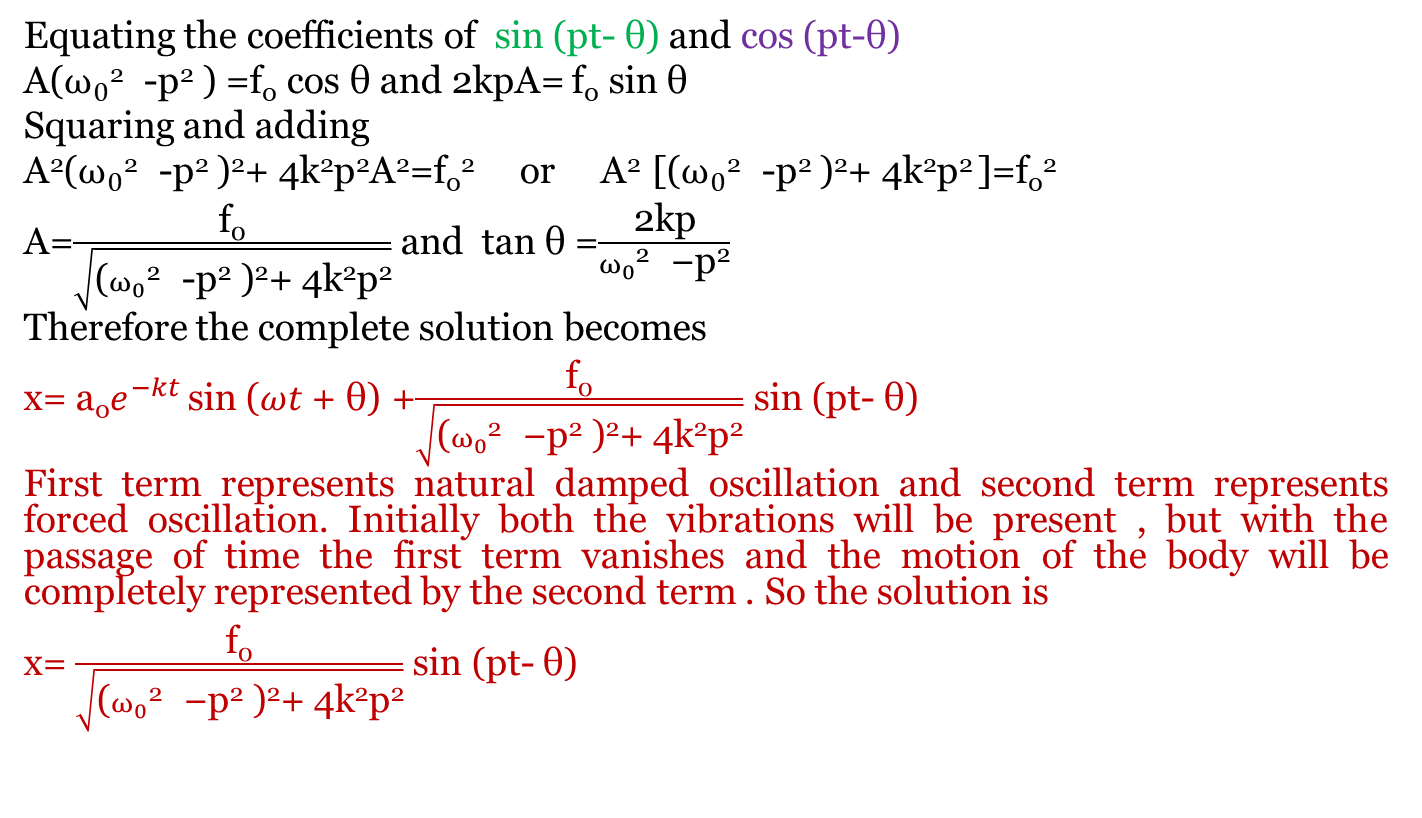 Equating the coefficients of sin (pt- θ) and cos (pt-θ)
A(ω₀² -p² ) =fₒ cos θ and 2kpA= fₒ sin θ
Squaring and adding
A²(ω₀² -p² )²+ 4k²p²A²=fₒ² or A² [(ω₀² -p² )²+ 4k²p² ]=fₒ²
A= fₒ / √((ω₀² -p² )²+ 4k²p²) and tan θ = 2kp / (ω₀² −p²)
Therefore the complete solution becomes
x= aₒe^(−kt) sin (ωt + θ) + fₒ / √((ω₀² −p² )²+ 4k²p²) sin (pt- θ)
First term represents natural damped oscillation and second term represents
forced oscillation. Initially both the vibrations will be present , but with the
passage of time the first term vanishes and the motion of the body will be
completely represented by the second term . So the solution is
x= fₒ / √((ω₀² −p² )²+ 4k²p²) sin (pt- θ)